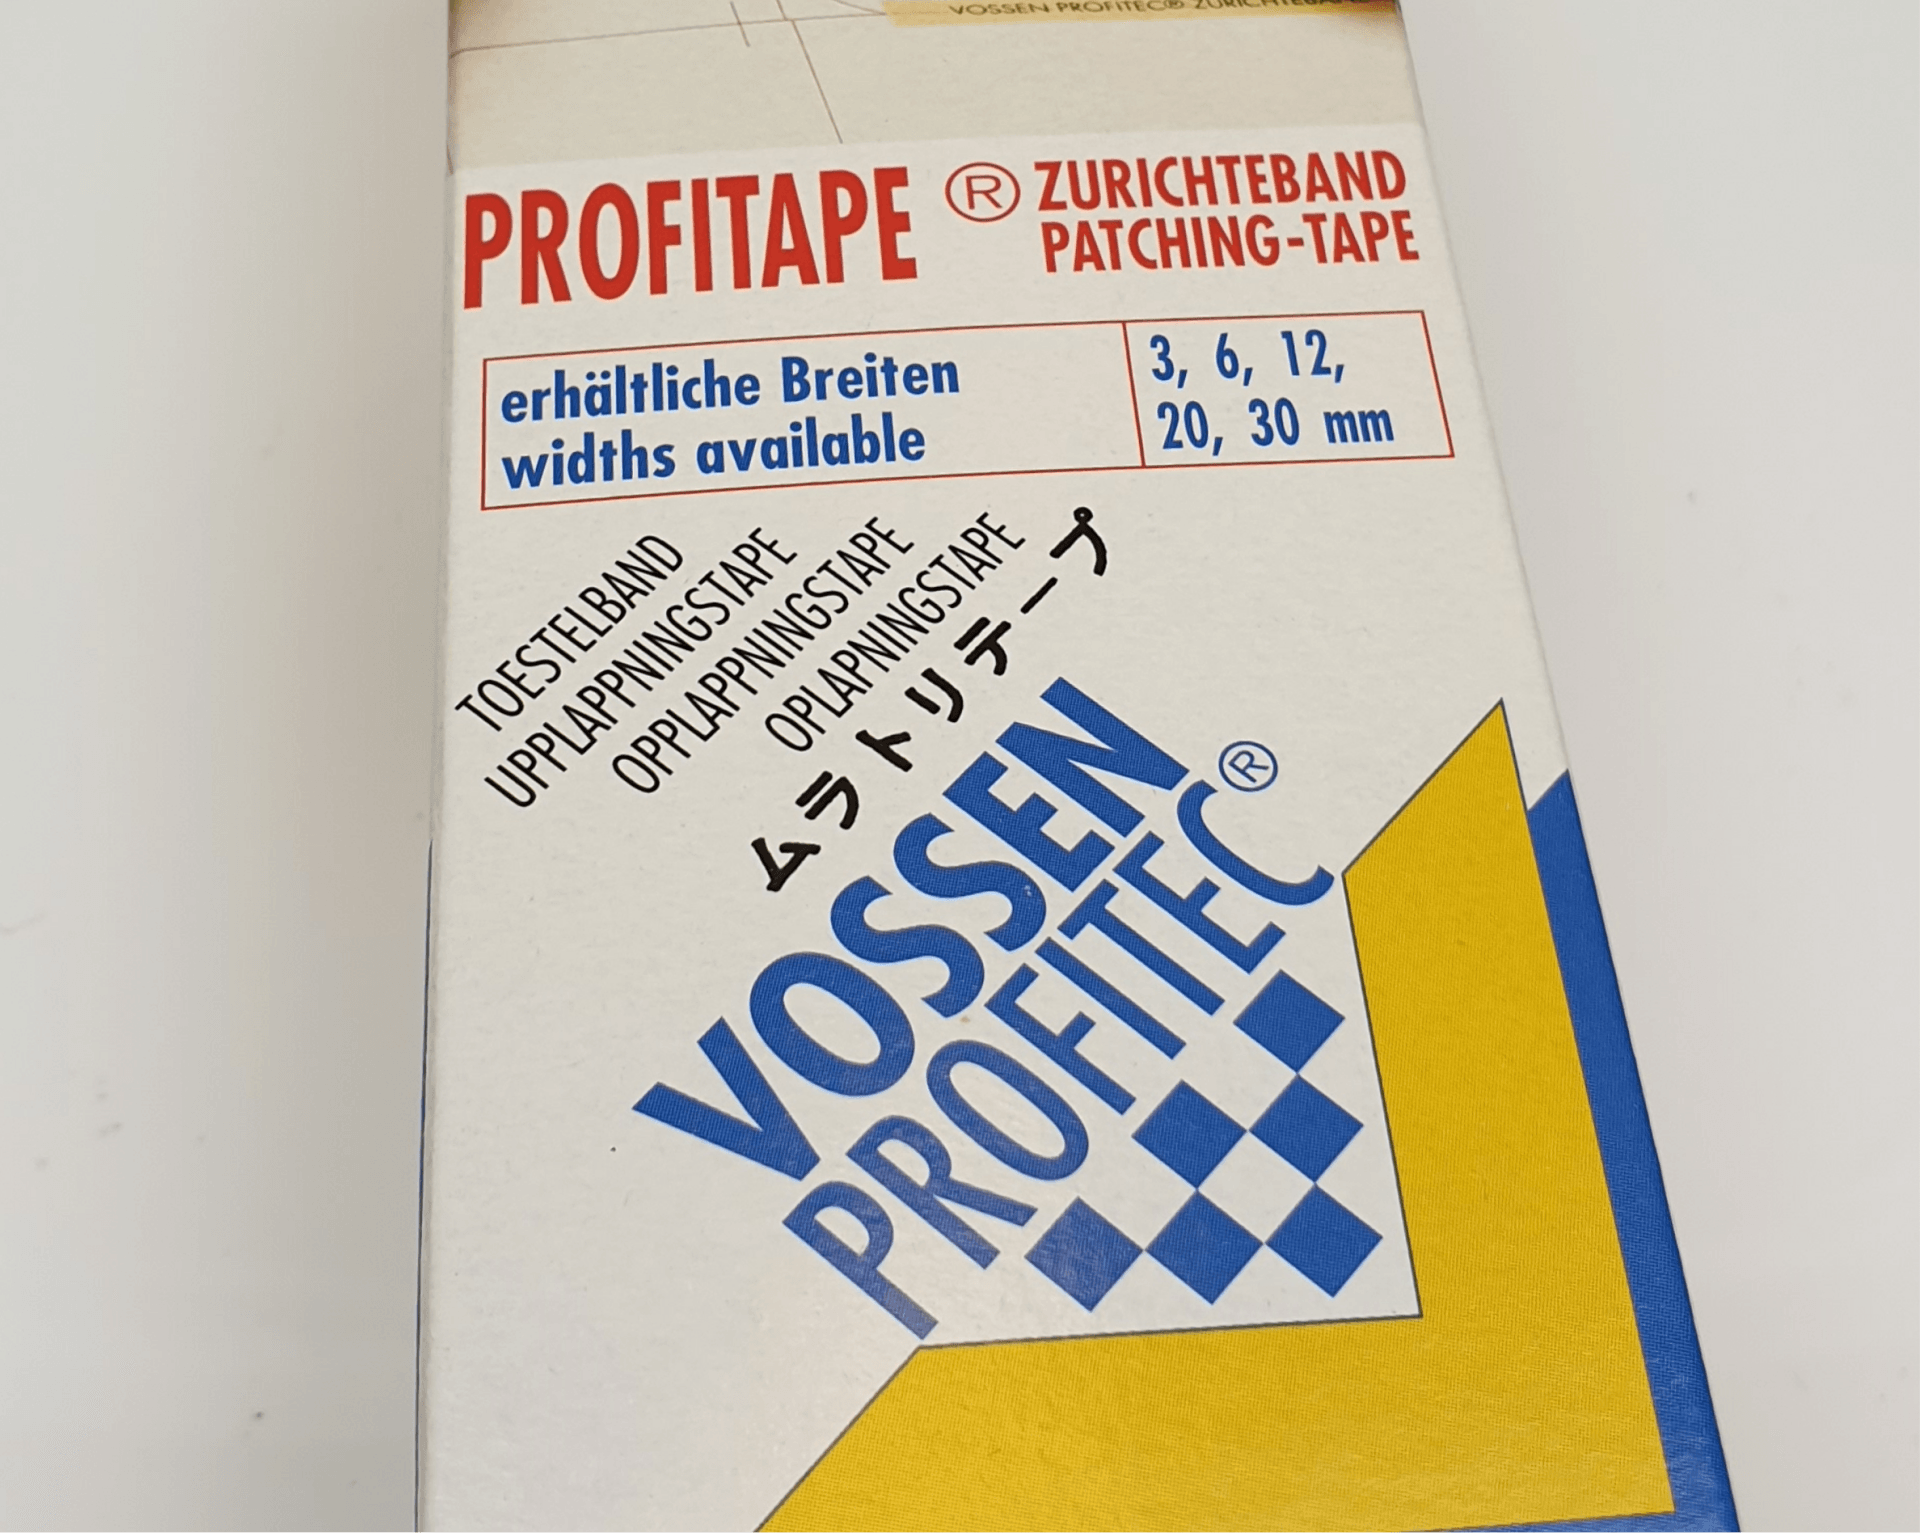 VOSSEN PROFITEC® ZURICHTEBAND
PROFITAPE ®
ZURICHTEBAND
PATCHING-TAPE
erhältliche Breiten
widths available
3, 6, 12,
20, 30 mm
TOESTELBAND
UPPLAPPNINGSTAPE
OPPLAPPNINGSTAPE
OPLAPNINGSTAPE
ムラトリテープ
VOSSEN
PROFITEC®